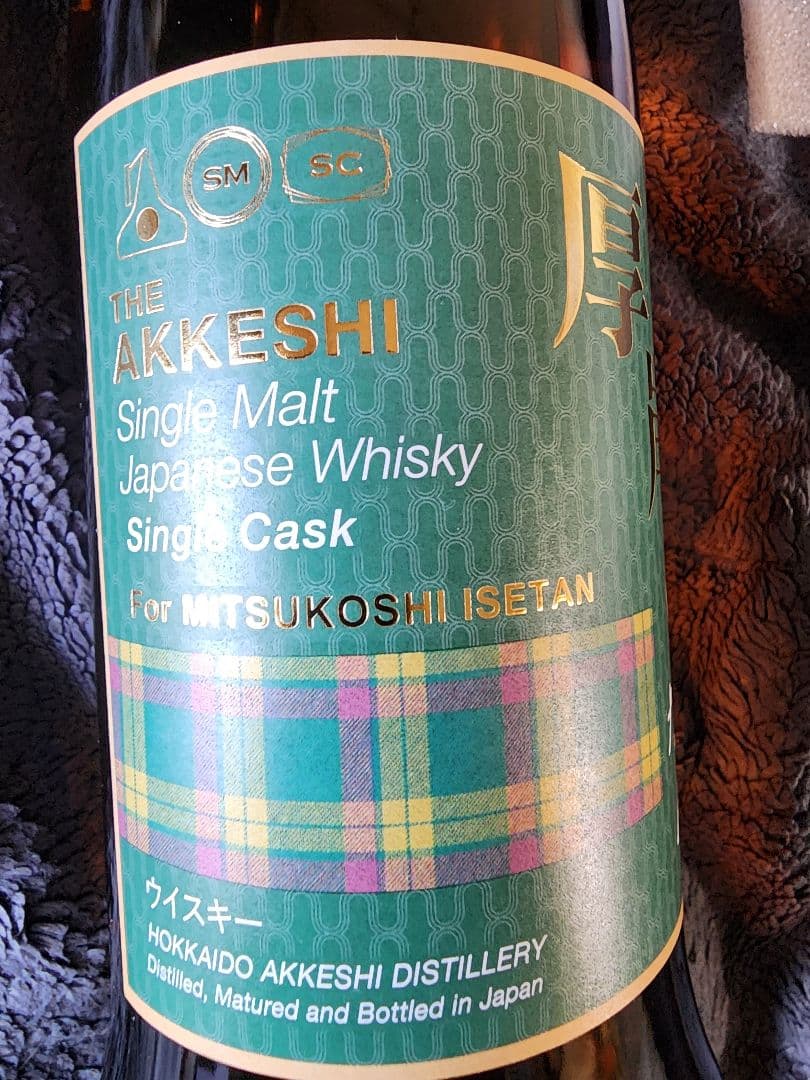 SM
SC
THE
AKKESHI
Single Malt
Japanese Whisky
Single Cask
For MITSUKOSHI ISETAN
厚
ウイスキー
HOKKAIDO AKKESHI DISTILLERY
Distilled, Matured and Bottled in Japan